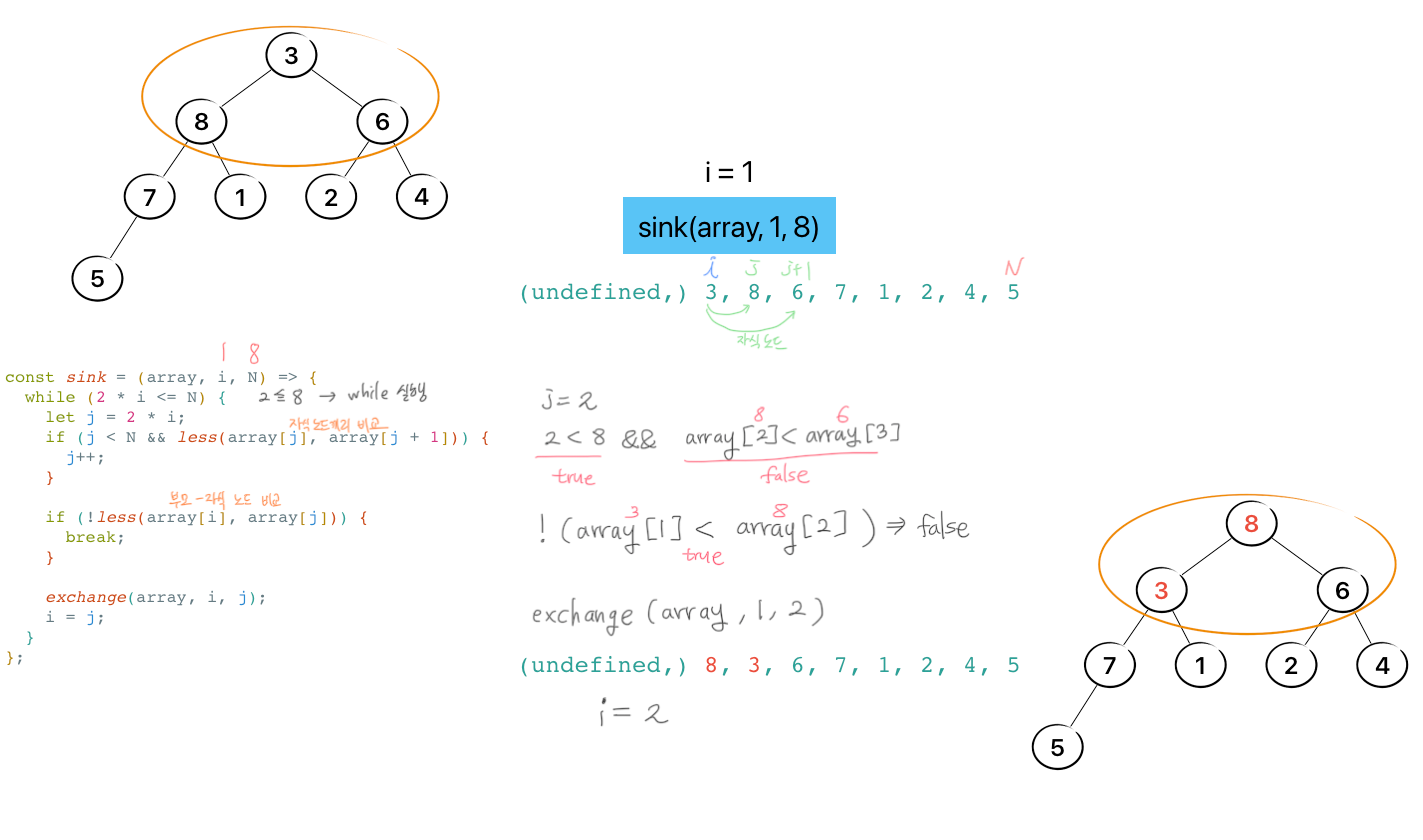 3
8 6
7 1 2 4
5
i = 1
sink(array, 1, 8)
i j j+1 N
(undefined,) 3, 8, 6, 7, 1, 2, 4, 5
자식노드
1 8
const sink = (array, i, N) => {
while (2 * i <= N) { 2 ≤ 8 → while 실행
let j = 2 * i;
자식노드끼리 비교
if (j < N && less(array[j], array[j + 1])) {
j++;
}
부모-자식 노드 비교
if (!less(array[i], array[j])) {
break;
}
exchange(array, i, j);
i = j;
}
};
j = 2
8 6
2 < 8 && array[2] < array[3]
true false
3 8
! (array[1] < array[2]) ⇒ false
true
exchange (array, 1, 2)
(undefined,) 8, 3, 6, 7, 1, 2, 4, 5
i = 2
8
3 6
7 1 2 4
5